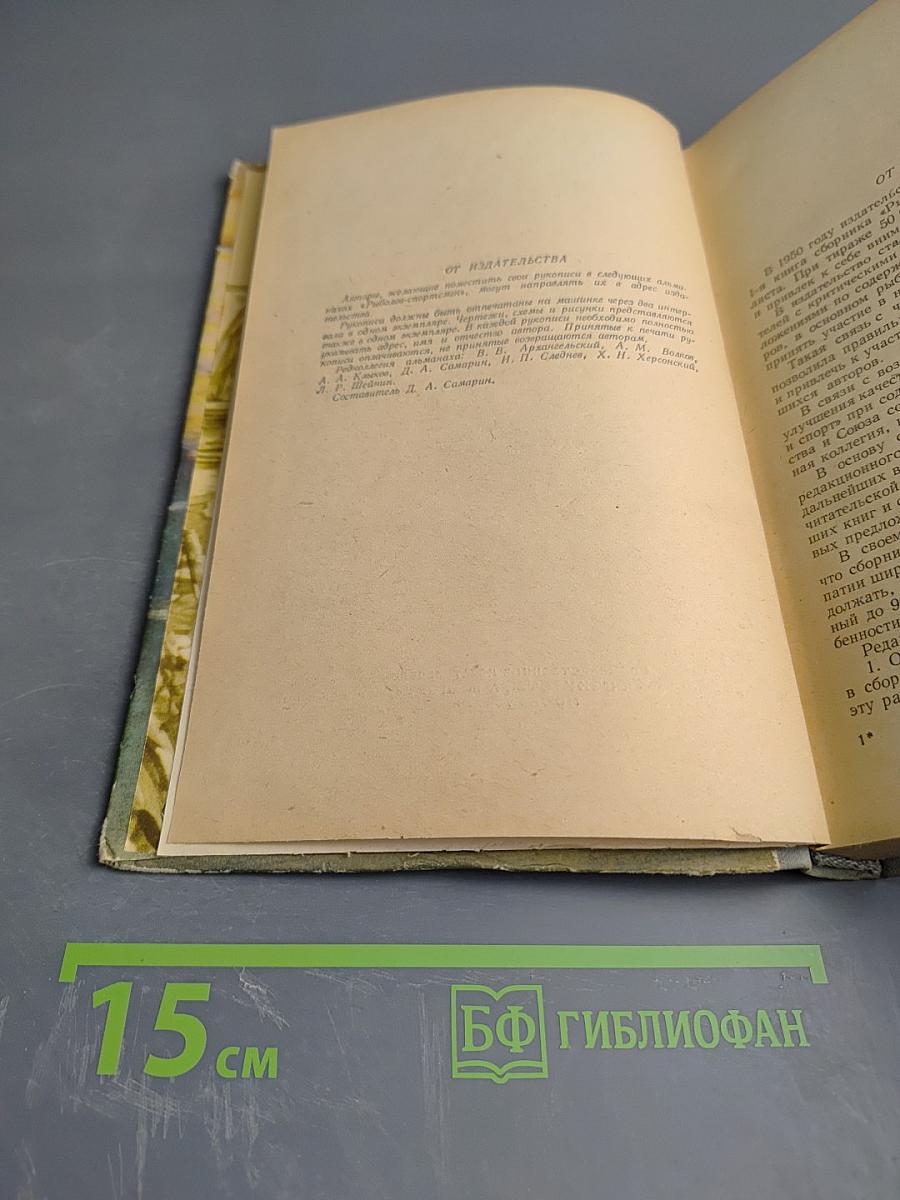 ОТ ИЗДАТЕЛЬСТВА
Авторы, желающие поместить свои рукописи в следующих альма-
нахах «Рыболов-спортсмен», могут направлять их в адрес изда-
тельства.
Рукописи должны быть отпечатаны на машинке через два интер-
вала в одном экземпляре. Чертежи, схемы и рисунки представляются
также в одном экземпляре. В каждой рукописи необходимо полностью
указывать адрес, имя и отчество автора. Принятые к печати ру-
кописи оплачиваются, не принятые возвращаются авторам.
Редколлегия альманаха: В. В. Архангельский, А. М. Волков,
А. А. Клыков, Д. А. Самарин, И. П. Следнев, Х. Н. Херсонский,
Л. Р. Шейнин.
Составитель Д. А. Самарин.
ОТ
В 1950 году издательс
1-я книга сборника «Ры
листа. При тираже 50
и привлек к себе вним
В издательство ста
телей с критическими
ложениями по содерж
ров, в основном рыб
принять участие в н
Такая связь с ч
позволила правиль
и привлечь к участ
шихся авторов.
В связи с воз
улучшения качест
и спорт» при сод
ства и Союза со
ная коллегия,
В основу
редакционного
дальнейших в
читательской
ших книг и с
вых предлож
В своем
что сборни
патии шир
должать,
ный до 9
бенности
Реда
1. О
в сбор
эту ра
1*
15 см
БФ ГИБЛИОФАН